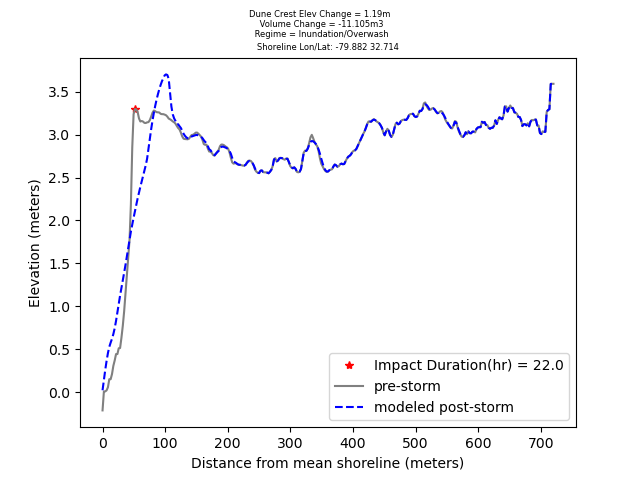 Dune Crest Elev Change = 1.19m
Volume Change = -11.105m3
Regime = Inundation/Overwash
Shoreline Lon/Lat: -79.882 32.714
3.5
3.0
2.5
2.0
1.5
1.0
0.5
0.0
Elevation (meters)
Impact Duration(hr) = 22.0
pre-storm
modeled post-storm
0 100 200 300 400 500 600 700
Distance from mean shoreline (meters)